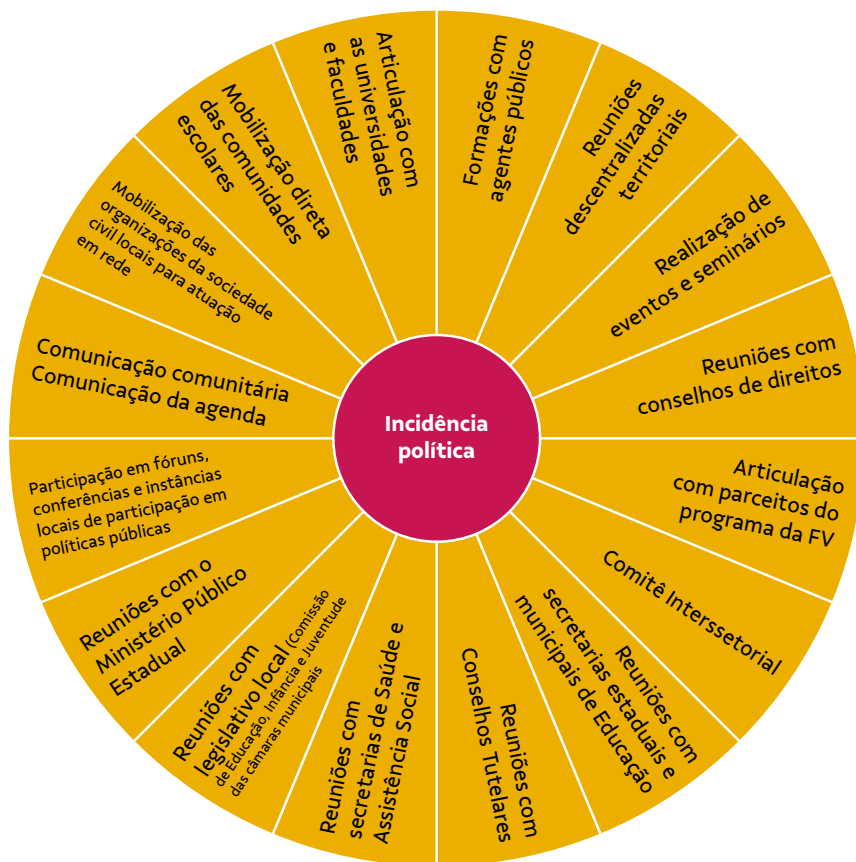 Incidência
política
Formações com
agentes públicos
Reuniões
descentralizadas
territoriais
Realização de
eventos e seminários
Reuniões com
conselhos de direitos
Articulação
com parceitos do
programa da FV
Comitê Interssetorial
Reuniões com
secretarias estaduais e
municipais de Educação
Reuniões com
Conselhos Tutelares
Reuniões com
secretarias de Saúde e
Assistência Social
Reuniões com
legislativo local (Comissão
de Educação, Infância e Juventude
das câmaras municipais
Reuniões com o
Ministério Público
Estadual
Participação em fóruns,
conferências e instâncias
locais de participação em
políticas públicas
Comunicação comunitária
Comunicação da agenda
Mobilização das
organizações da sociedade
civil locais para atuação
em rede
Mobilização direta
das comunidades
escolares
Articulação com
as universidades
e faculdades